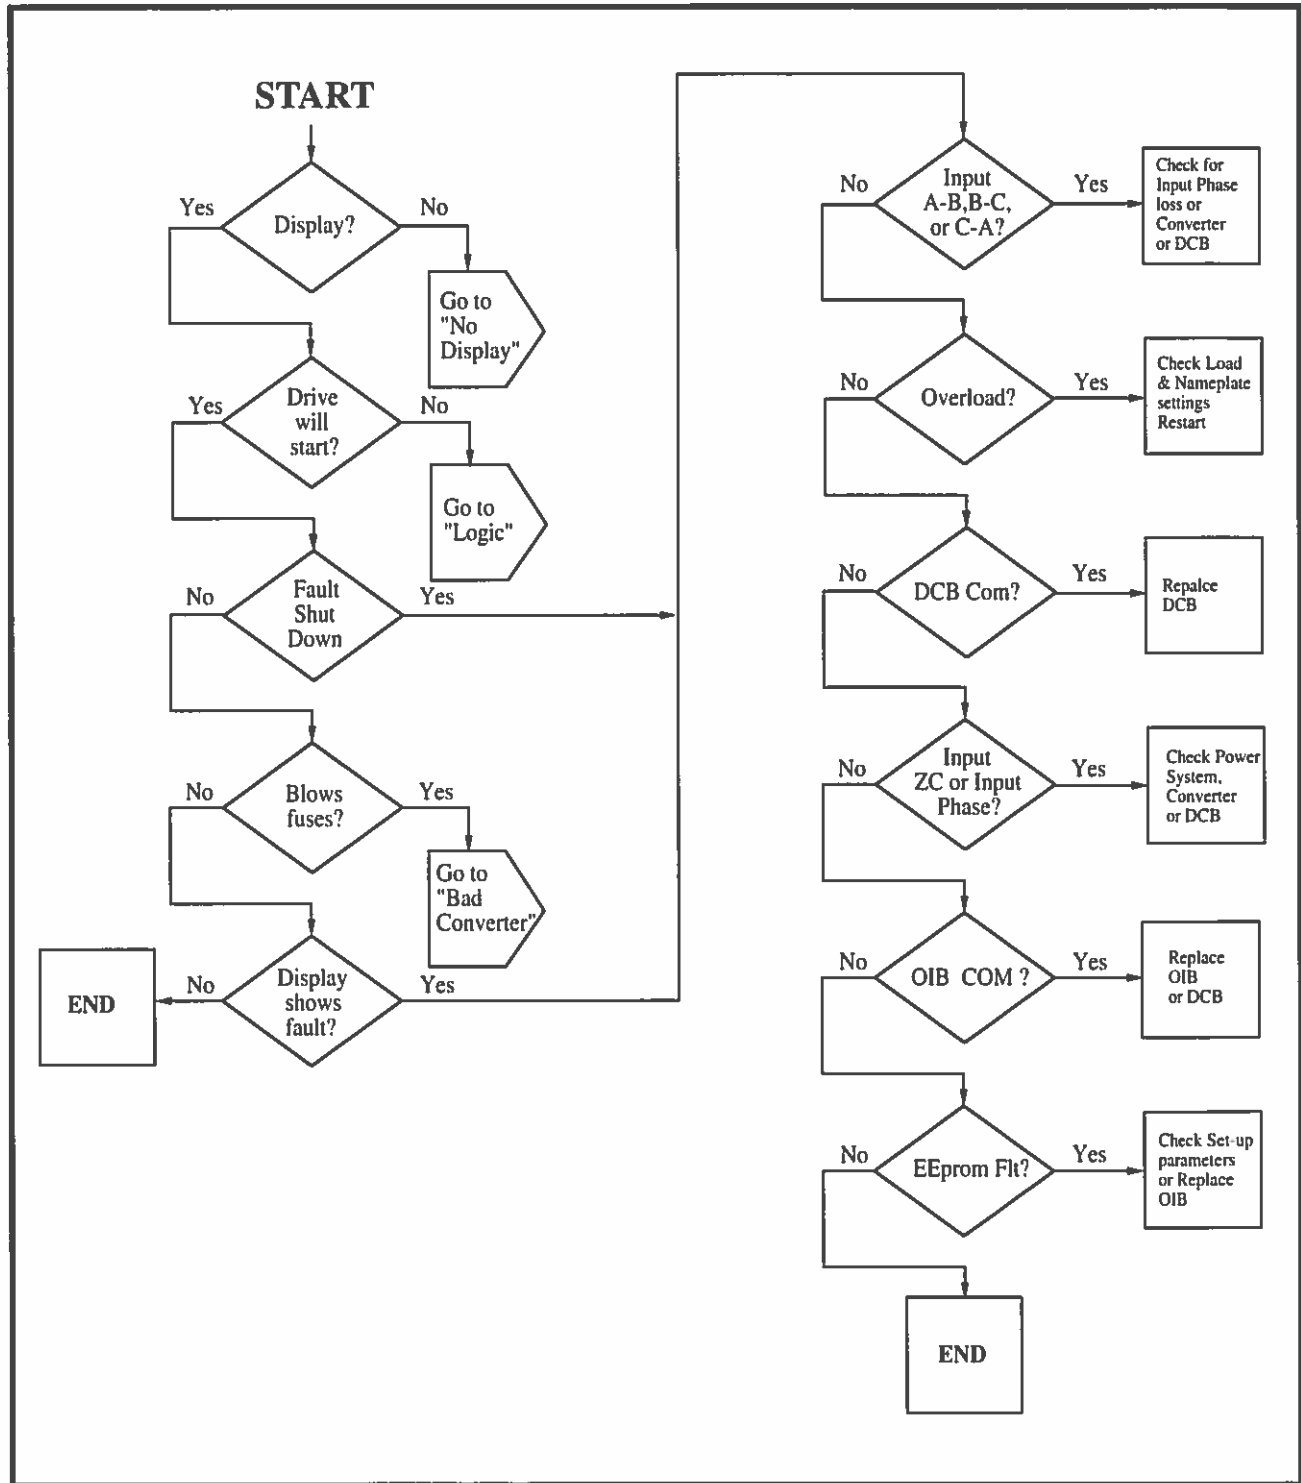 START
Display?
Yes
No
Go to
"No
Display"
Drive
will
start?
Yes
No
Go to
"Logic"
Fault
Shut
Down
No
Yes
Blows
fuses?
No
Yes
Go to
"Bad
Converter"
Display
shows
fault?
No
Yes
END
Input
A-B,B-C,
or C-A?
No
Yes
Check for
Input Phase
loss or
Converter
or DCB
Overload?
No
Yes
Check Load
& Nameplate
settings
Restart
DCB Com?
No
Yes
Repalce
DCB
Input
ZC or Input
Phase?
No
Yes
Check Power
System,
Converter
or DCB
OIB COM ?
No
Yes
Replace
OIB
or DCB
EEprom Flt?
No
Yes
Check Set-up
parameters
or Replace
OIB
END